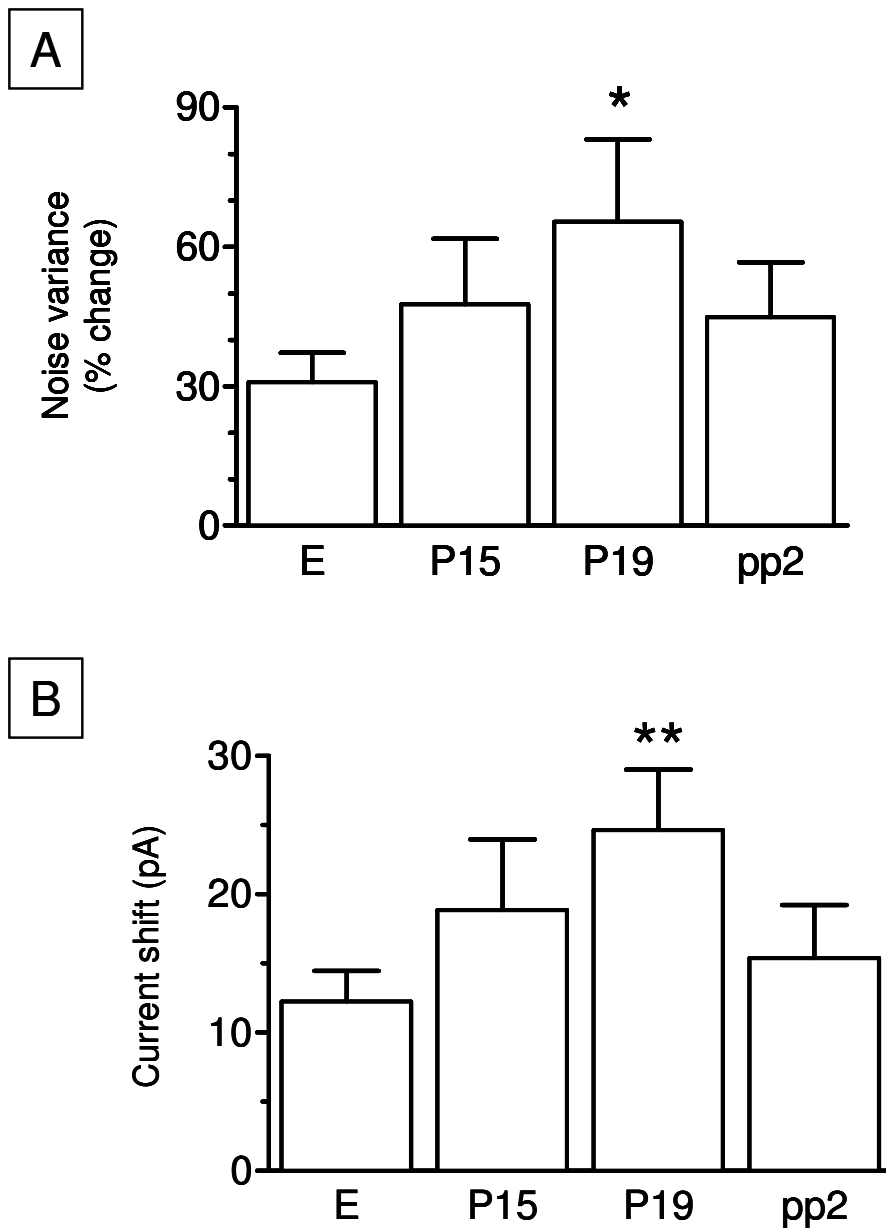 A
*
90
60
30
0
Noise variance
(% change)
E P15 P19 pp2
B
**
30
20
10
0
Current shift (pA)
E P15 P19 pp2